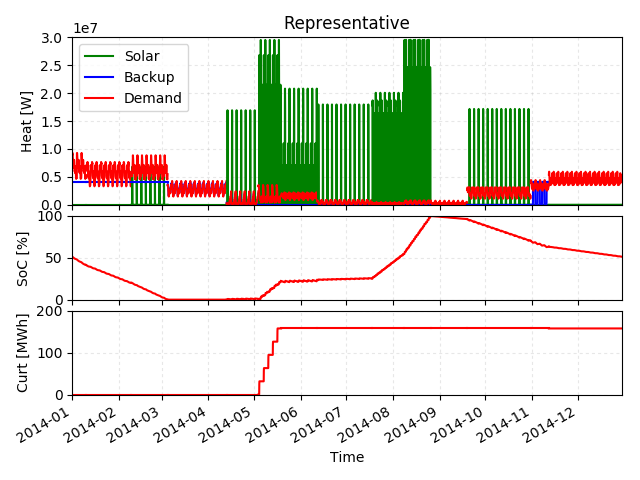 Representative
1e7
3.0
2.5
2.0
1.5
1.0
0.5
0.0
Heat [W]
Solar
Backup
Demand
100
50
0
SoC [%]
200
100
0
Curt [MWh]
2014-01
2014-02
2014-03
2014-04
2014-05
2014-06
2014-07
2014-08
2014-09
2014-10
2014-11
2014-12
Time